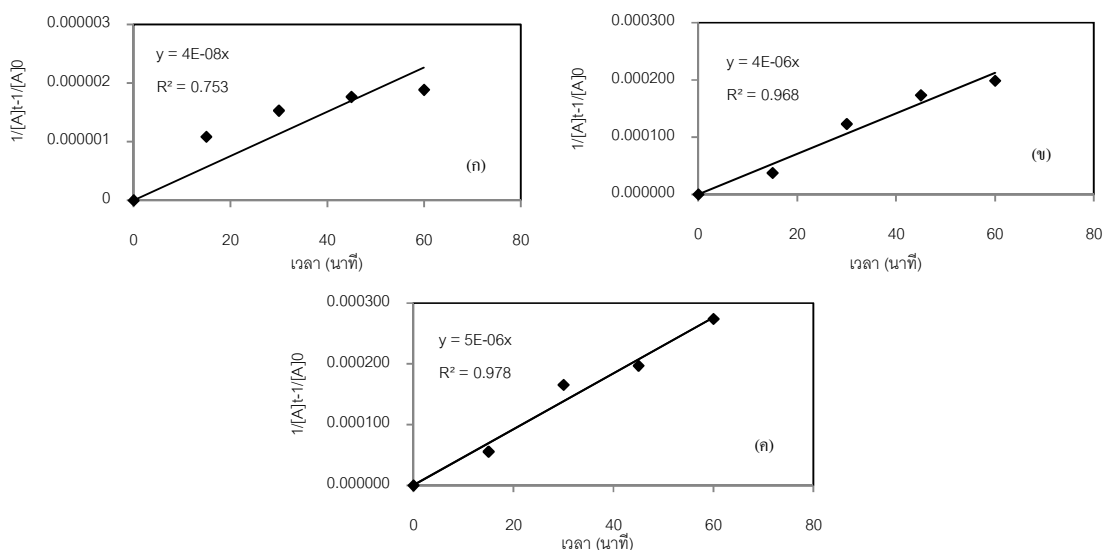 0.000003
0.000002
0.000001
0
1/[A]t-1/[A]0
y = 4E-08x
R² = 0.753
(ก)
0 20 40 60 80
เวลา (นาที)
0.000300
0.000200
0.000100
0.000000
1/[A]t-1/[A]0
y = 4E-06x
R² = 0.968
(ข)
0 20 40 60 80
เวลา (นาที)
0.000300
0.000200
0.000100
0.000000
1/[A]t-1/[A]0
y = 5E-06x
R² = 0.978
(ค)
0 20 40 60 80
เวลา (นาที)